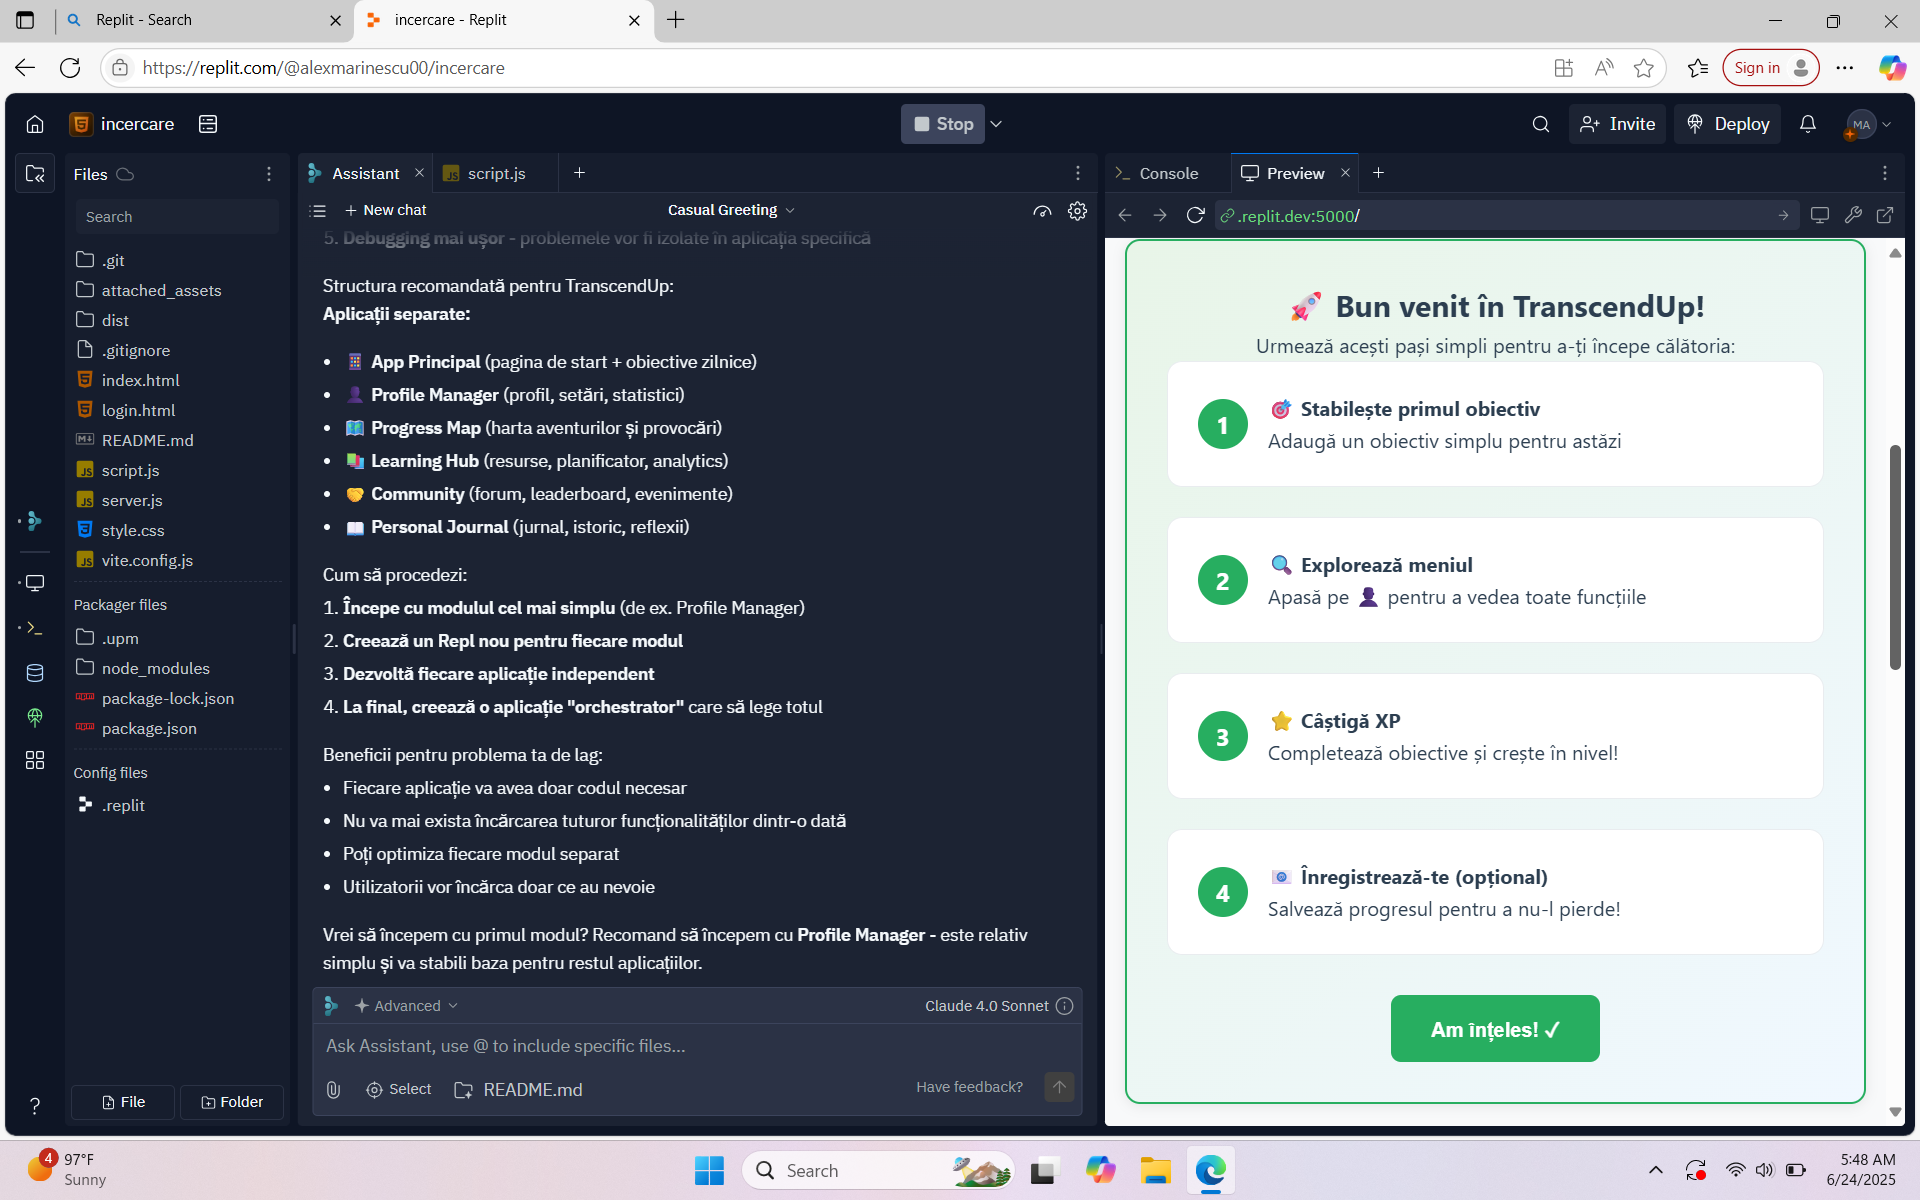 Replit - Search
incercare - Replit
https://replit.com/@alexmarinescu00/incercare
Sign in
incercare
Stop
Invite
Deploy
MA
Files
Search
.git
attached_assets
dist
.gitignore
index.html
login.html
README.md
script.js
server.js
style.css
vite.config.js
Packager files
.upm
node_modules
package-lock.json
package.json
Config files
.replit
File
Folder
Assistant
script.js
New chat
Casual Greeting
5. Debugging mai ușor - problemele vor fi izolate în aplicația specifică
Structura recomandată pentru TranscendUp:
Aplicații separate:
• App Principal (pagina de start + obiective zilnice)
• Profile Manager (profil, setări, statistici)
• Progress Map (harta aventurilor și provocări)
• Learning Hub (resurse, planificator, analytics)
• Community (forum, leaderboard, evenimente)
• Personal Journal (jurnal, istoric, reflexii)
Cum să procedezi:
1. Începe cu modulul cel mai simplu (de ex. Profile Manager)
2. Creează un Repl nou pentru fiecare modul
3. Dezvoltă fiecare aplicație independent
4. La final, creează o aplicație "orchestrator" care să lege totul
Beneficii pentru problema ta de lag:
• Fiecare aplicație va avea doar codul necesar
• Nu va mai exista încărcarea tuturor funcționalităților dintr-o dată
• Poți optimiza fiecare modul separat
• Utilizatorii vor încărca doar ce au nevoie
Vrei să începem cu primul modul? Recomand să începem cu Profile Manager - este relativ
simplu și va stabili baza pentru restul aplicațiilor.
Advanced
Claude 4.0 Sonnet
Ask Assistant, use @ to include specific files...
Select
README.md
Have feedback?
Console
Preview
.replit.dev:5000/
🚀 Bun venit în TranscendUp!
Urmează acești pași simpli pentru a-ți începe călătoria:
1
🎯 Stabilește primul obiectiv
Adaugă un obiectiv simplu pentru astăzi
2
🔍 Explorează meniul
Apasă pe 👤 pentru a vedea toate funcțiile
3
⭐ Câștigă XP
Completează obiective și crește în nivel!
4
📧 Înregistrează-te (opțional)
Salvează progresul pentru a nu-l pierde!
Am înțeles! ✓
4
97°F
Sunny
Search
5:48 AM
6/24/2025